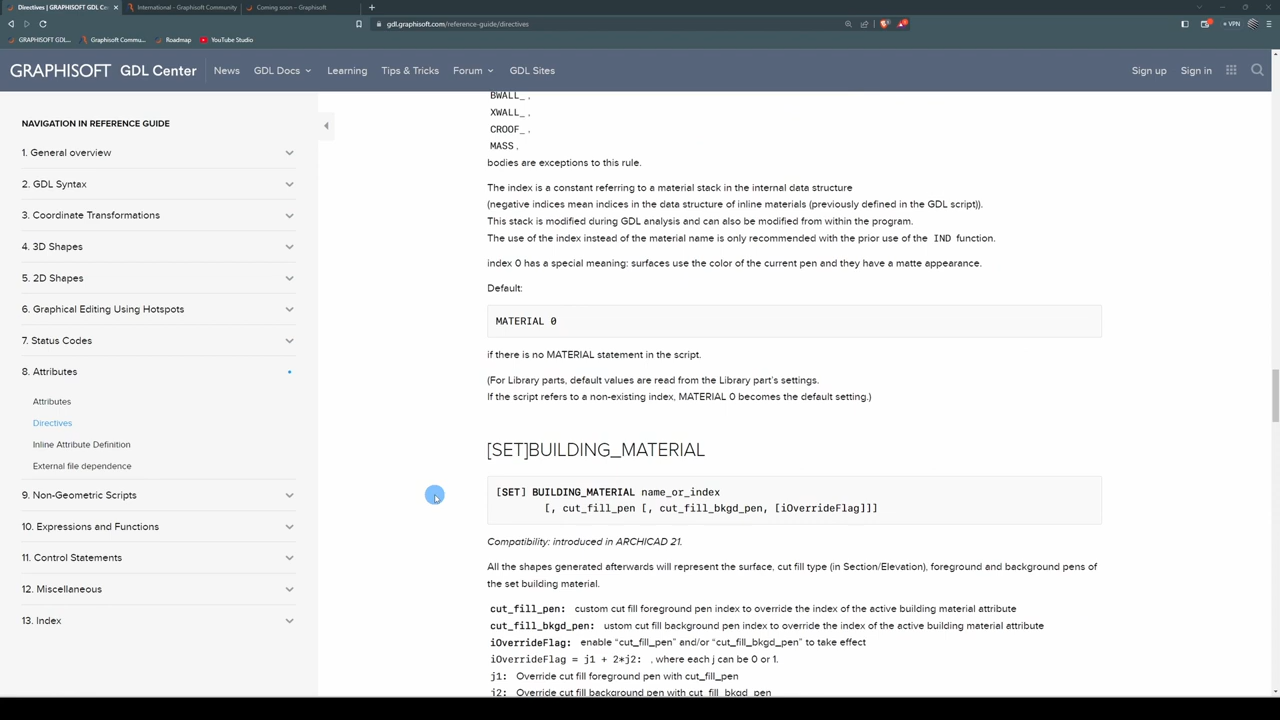 Directives | GRAPHISOFT GDL Ce
International - Graphisoft Community
Coming soon – Graphisoft
gdl.graphisoft.com/reference-guide/directives
VPN
GRAPHISOFT GDL...
Graphisoft Commu...
Roadmap
YouTube Studio
GRAPHISOFT GDL Center
News
GDL Docs
Learning
Tips & Tricks
Forum
GDL Sites
Sign up
Sign in
NAVIGATION IN REFERENCE GUIDE
1. General overview
2. GDL Syntax
3. Coordinate Transformations
4. 3D Shapes
5. 2D Shapes
6. Graphical Editing Using Hotspots
7. Status Codes
8. Attributes
Attributes
Directives
Inline Attribute Definition
External file dependence
9. Non-Geometric Scripts
10. Expressions and Functions
11. Control Statements
12. Miscellaneous
13. Index
BWALL_ ,
XWALL_ ,
CROOF_ ,
MASS ,
bodies are exceptions to this rule.
The index is a constant referring to a material stack in the internal data structure
(negative indices mean indices in the data structure of inline materials (previously defined in the GDL script)).
This stack is modified during GDL analysis and can also be modified from within the program.
The use of the index instead of the material name is only recommended with the prior use of the IND function.
index 0 has a special meaning: surfaces use the color of the current pen and they have a matte appearance.
Default:
MATERIAL 0
if there is no MATERIAL statement in the script.
(For Library parts, default values are read from the Library part's settings.
If the script refers to a non-existing index, MATERIAL 0 becomes the default setting.)
[SET]BUILDING_MATERIAL
[SET] BUILDING_MATERIAL name_or_index
[, cut_fill_pen [, cut_fill_bkgd_pen, [iOverrideFlag]]]
Compatibility: introduced in ARCHICAD 21.
All the shapes generated afterwards will represent the surface, cut fill type (in Section/Elevation), foreground and background pens of
the set building material.
cut_fill_pen: custom cut fill foreground pen index to override the index of the active building material attribute
cut_fill_bkgd_pen: ustom cut fill background pen index to override the index of the active building material attribute
iOverrideFlag: enable "cut_fill_pen" and/or "cut_fill_bkgd_pen" to take effect
iOverrideFlag = j1 + 2*j2: , where each j can be 0 or 1.
j1: Override cut fill foreground pen with cut_fill_pen
j2: Override cut fill background pen with cut_fill_bkgd_pen